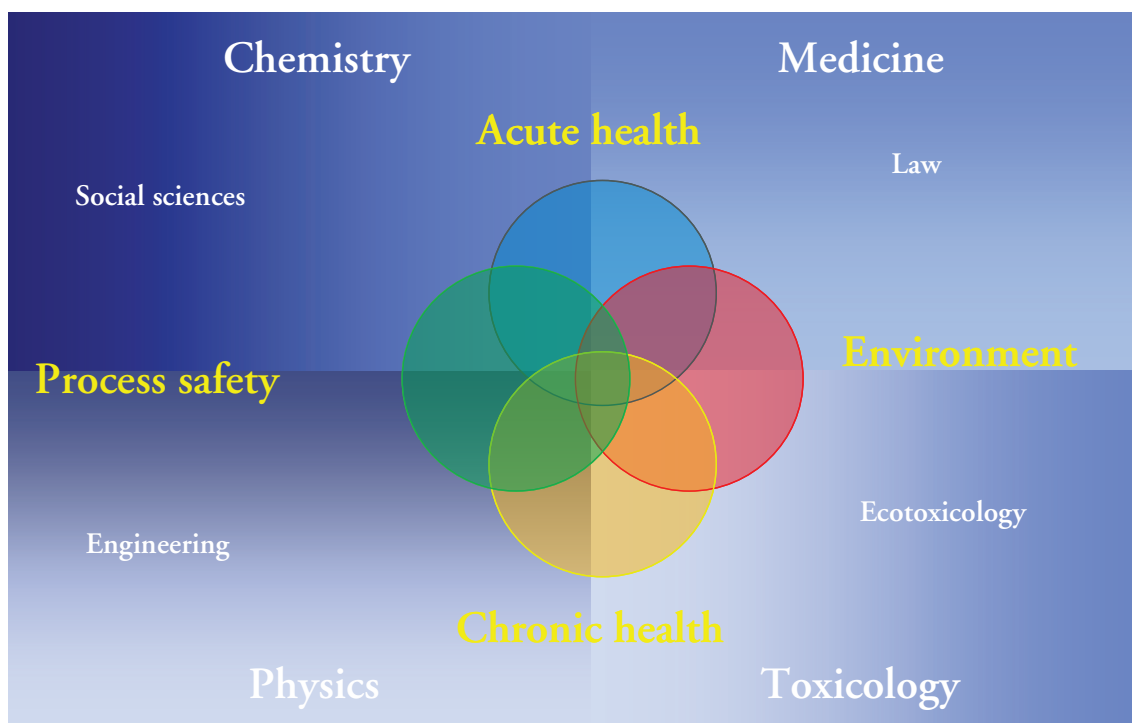 Chemistry
Medicine
Acute health
Law
Social sciences
Environment
Process safety
Ecotoxicology
Engineering
Chronic health
Physics
Toxicology